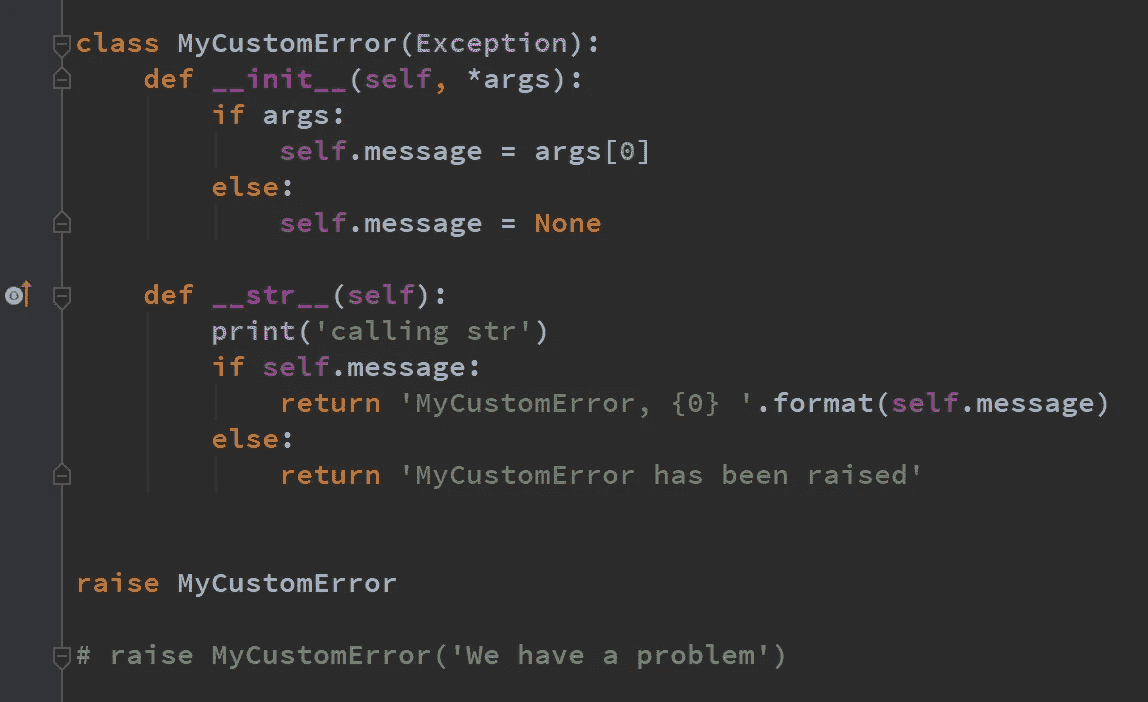 class MyCustomError(Exception):
    def __init__(self, *args):
        if args:
            self.message = args[0]
        else:
            self.message = None
    def __str__(self):
        print('calling str')
        if self.message:
            return 'MyCustomError, {0} '.format(self.message)
        else:
            return 'MyCustomError has been raised'
raise MyCustomError
# raise MyCustomError('We have a problem')